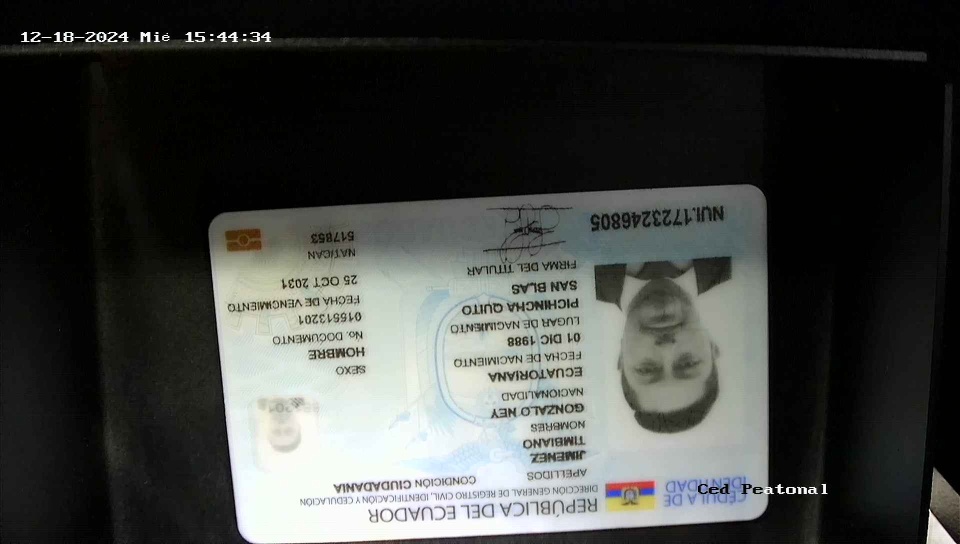 12-18-2024 Mié 15:44:34
Ced Peatonal
CÉDULA DE IDENTIDAD
REPÚBLICA DEL ECUADOR
DIRECCIÓN GENERAL DE REGISTRO CIVIL, IDENTIFICACIÓN Y CEDULACIÓN
APELLIDOS
CONDICIÓN CIUDADANÍA
JIMENEZ
TIMBIANO
NOMBRES
GONZALO NEY
NACIONALIDAD
ECUATORIANA
FECHA DE NACIMIENTO
01 DIC 1988
LUGAR DE NACIMIENTO
PICHINCHA QUITO
SAN BLAS
FIRMA DEL TITULAR
SEXO
HOMBRE
No. DOCUMENTO
015513201
FECHA DE VENCIMIENTO
25 OCT 2031
NAT/CAN
517853
NUI.1723246805